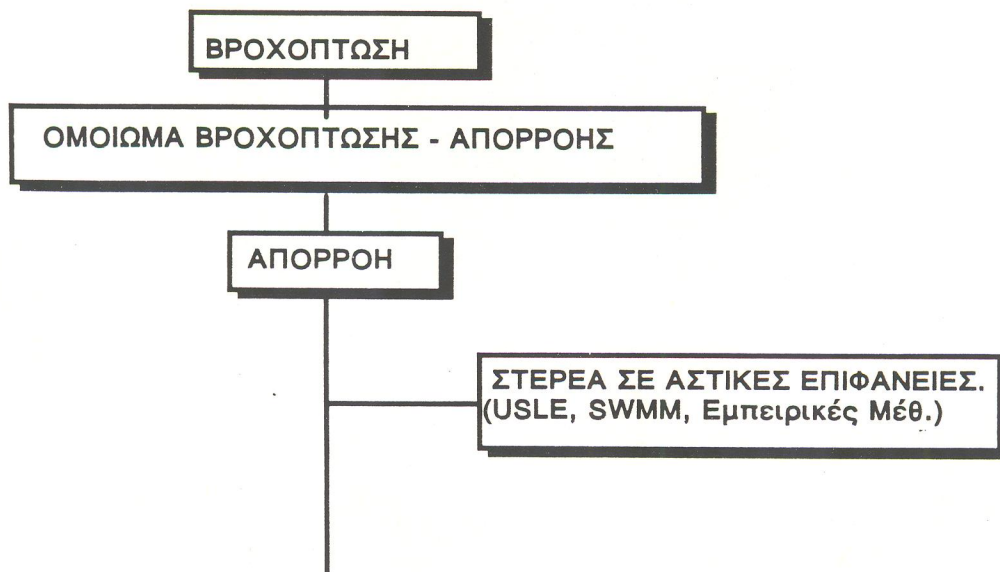 ΒΡΟΧΟΠΤΩΣΗ
ΟΜΟΙΩΜΑ ΒΡΟΧΟΠΤΩΣΗΣ - ΑΠΟΡΡΟΗΣ
ΑΠΟΡΡΟΗ
ΣΤΕΡΕΑ ΣΕ ΑΣΤΙΚΕΣ ΕΠΙΦΑΝΕΙΕΣ.
(USLE, SWMM, Εμπειρικές Μέθ.)